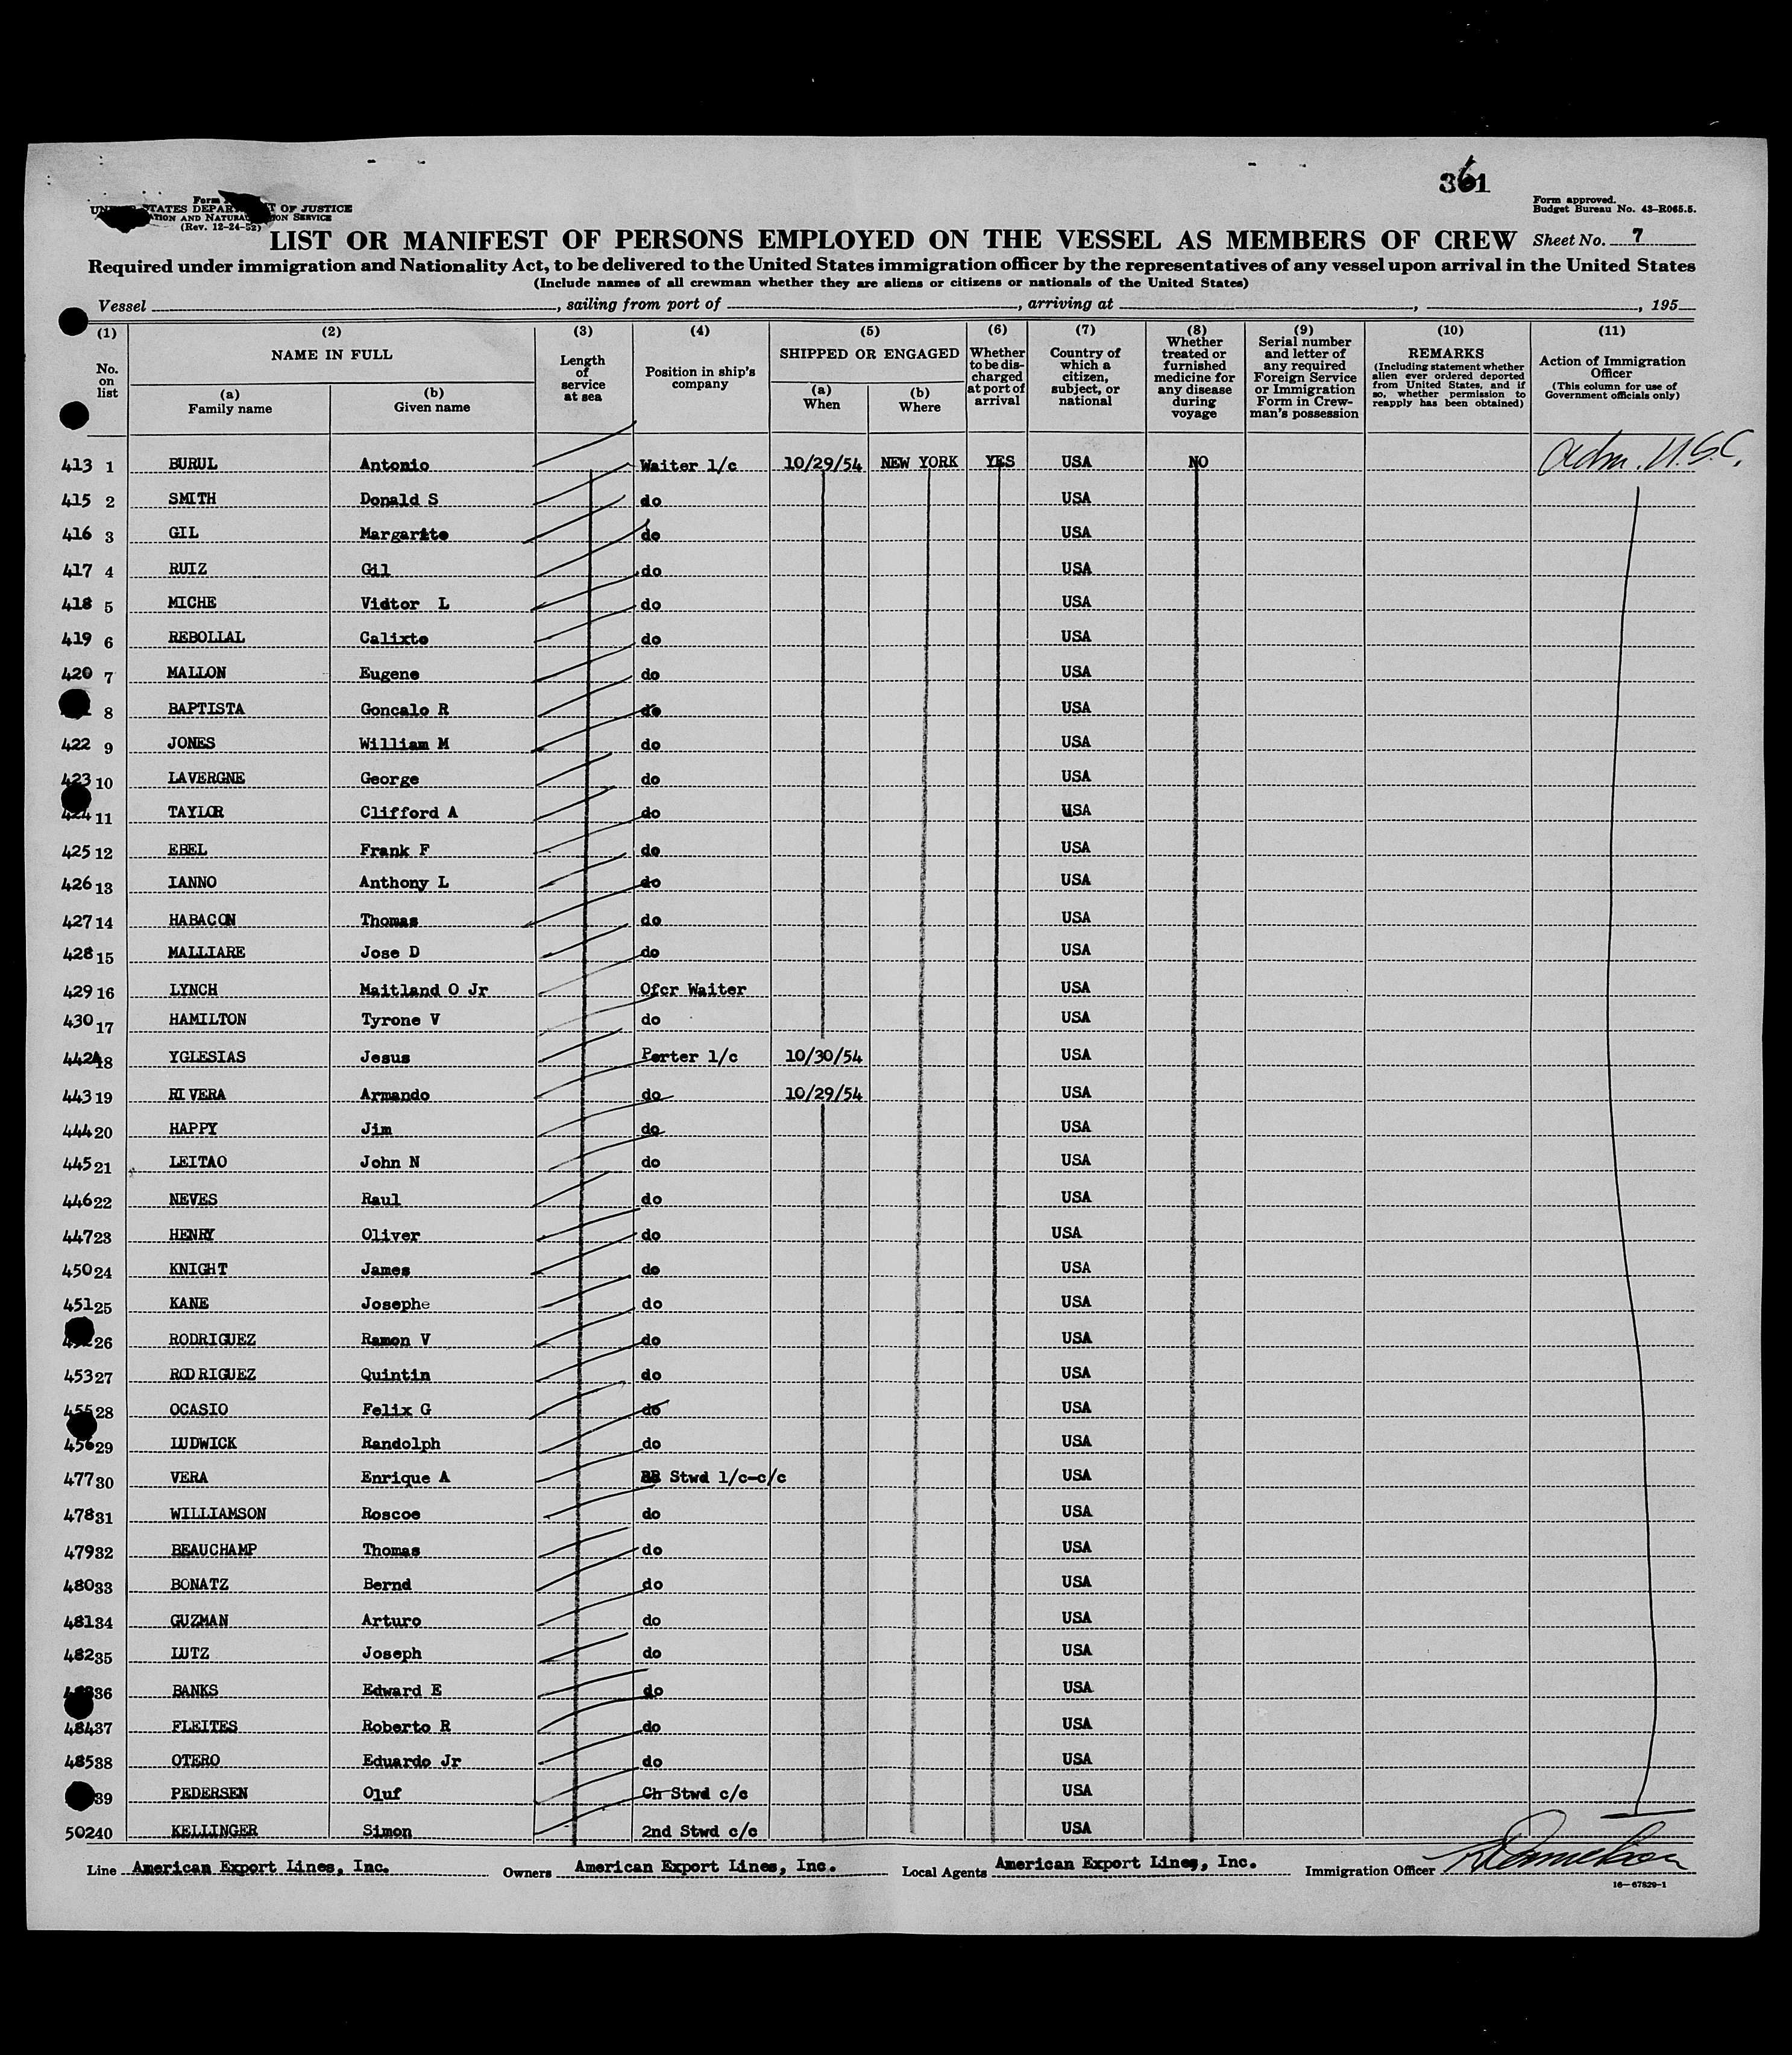 361
Form approved.
Budget Bureau No. 43-R065.5.
Form
STATES OF JUSTICE
(Rev. 12-24-52)
LIST OR MANIFEST OF PERSONS EMPLOYED ON THE VESSEL AS MEMBERS OF CREW Sheet No. 7
Required under immigration and Nationality Act, to be delivered to the United States immigration officer by the representatives of any vessel upon arrival in the United States
(Include names of all crewman whether they are aliens or citizens or nationals of the United States)
Vessel , sailing from port of , arriving at , , 195
(1) (2) (3) (4) (5) (6) (7) (8) (9) (10) (11)
No. on list
NAME IN FULL
(a) Family name
(b) Given name
Length of service at sea
Position in ship's company
SHIPPED OR ENGAGED
(a) When
(b) Where
Whether to be discharged at port of arrival
Country of which a citizen, subject, or national
Whether treated or furnished medicine for any disease during voyage
Serial number and letter of any required Foreign Service or Immigration Form in Crewman's possession
REMARKS
(Including statement whether alien ever ordered deported from United States, and if so, whether permission to reapply has been obtained)
Action of Immigration Officer
(This column for use of Government officials only)
413 1 BURUL Antonio Waiter 1/c 10/29/54 NEW YORK YES USA NO Adm. U.S.C.
415 2 SMITH Donald S do USA
416 3 GIL Margarito do USA
417 4 RUIZ Gil do USA
418 5 MICHE Vidtor L do USA
419 6 REBOLLAL Calixto do USA
420 7 MALLON Eugene do USA
8 BAPTISTA Goncalo R do USA
422 9 JONES William M do USA
423 10 LAVERGNE George do USA
424 11 TAYLOR Clifford A do USA
425 12 EBEL Frank F do USA
426 13 IANNO Anthony L do USA
427 14 HABACON Thomas do USA
428 15 MALLIARE Jose D do USA
429 16 LYNCH Maitland O Jr Ofcr Waiter USA
430 17 HAMILTON Tyrone V do USA
442A 18 YGLESIAS Jesus Porter 1/c 10/30/54 USA
443 19 RIVERA Armando do 10/29/54 USA
444 20 HAPPY Jim do USA
445 21 LEITAO John N do USA
446 22 NEVES Raul do USA
447 23 HENRY Oliver do USA
450 24 KNIGHT James do USA
451 25 KANE Josephe do USA
26 RODRIGUEZ Ramon V do USA
453 27 RODRIGUEZ Quintin do USA
455 28 OCASIO Felix G do USA
456 29 LUDWICK Randolph do USA
477 30 VERA Enrique A BR Stwd 1/c-c/c USA
478 31 WILLIAMSON Roscoe do USA
479 32 BEAUCHAMP Thomas do USA
480 33 BONATZ Bernd do USA
481 34 GUZMAN Arturo do USA
482 35 LUTZ Joseph do USA
36 BANKS Edward E do USA
484 37 FLEITES Roberto R do USA
485 38 OTERO Eduardo Jr do USA
39 PEDERSEN Oluf Ch Stwd c/c USA
502 40 KELLINGER Simon 2nd Stwd c/c USA
Line American Export Lines, Inc. Owners American Export Lines, Inc. Local Agents American Export Lines, Inc. Immigration Officer
16—67829-1